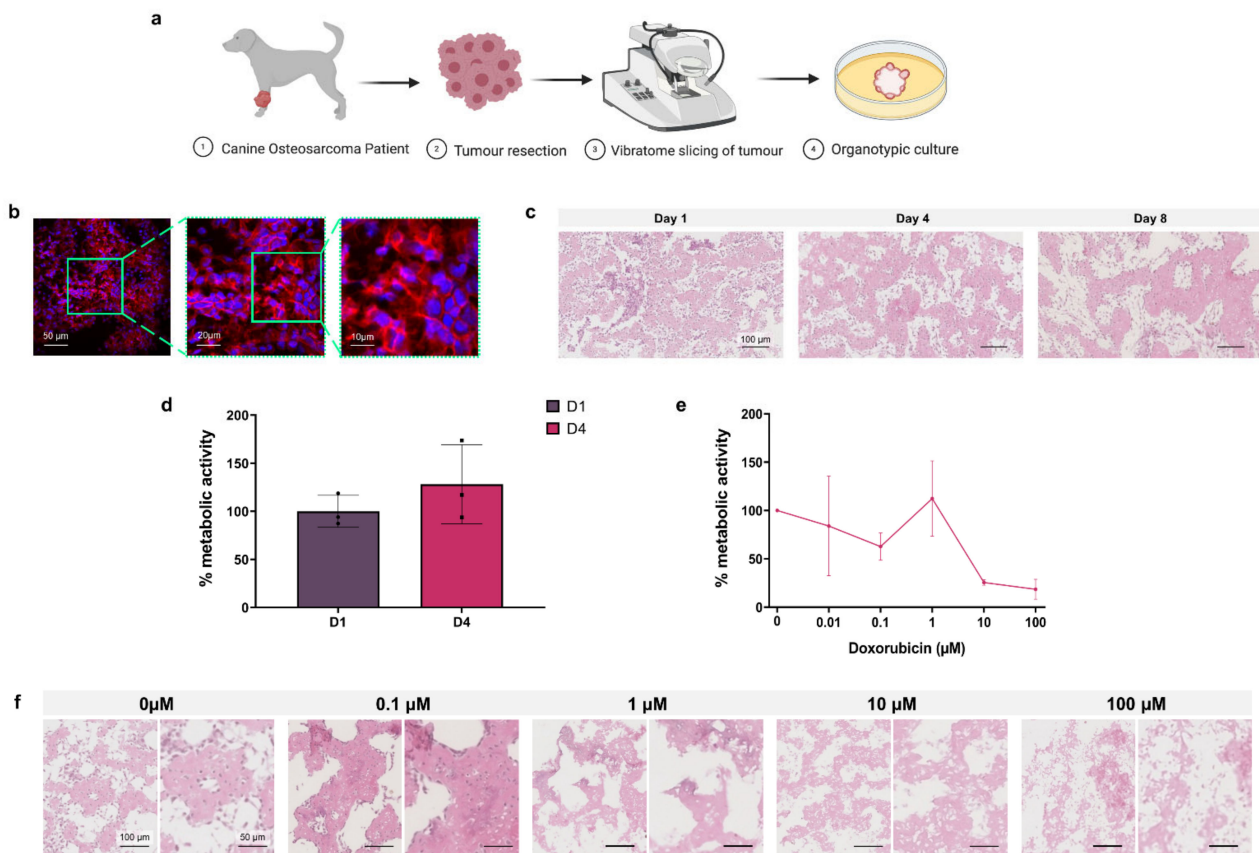 a
1 Canine Osteosarcoma Patient
2 Tumour resection
3 Vibratome slicing of tumour
4 Organotypic culture
b
50 µm
20µm
10µm
c
Day 1
Day 4
Day 8
100 µm
d
% metabolic activity
200
150
100
50
0
D1
D4
D1
D4
e
% metabolic activity
200
150
100
50
0
0
0.01
0.1
1
10
100
Doxorubicin (µM)
f
0µM
0.1 µM
1 µM
10 µM
100 µM
100 µm
50 µm